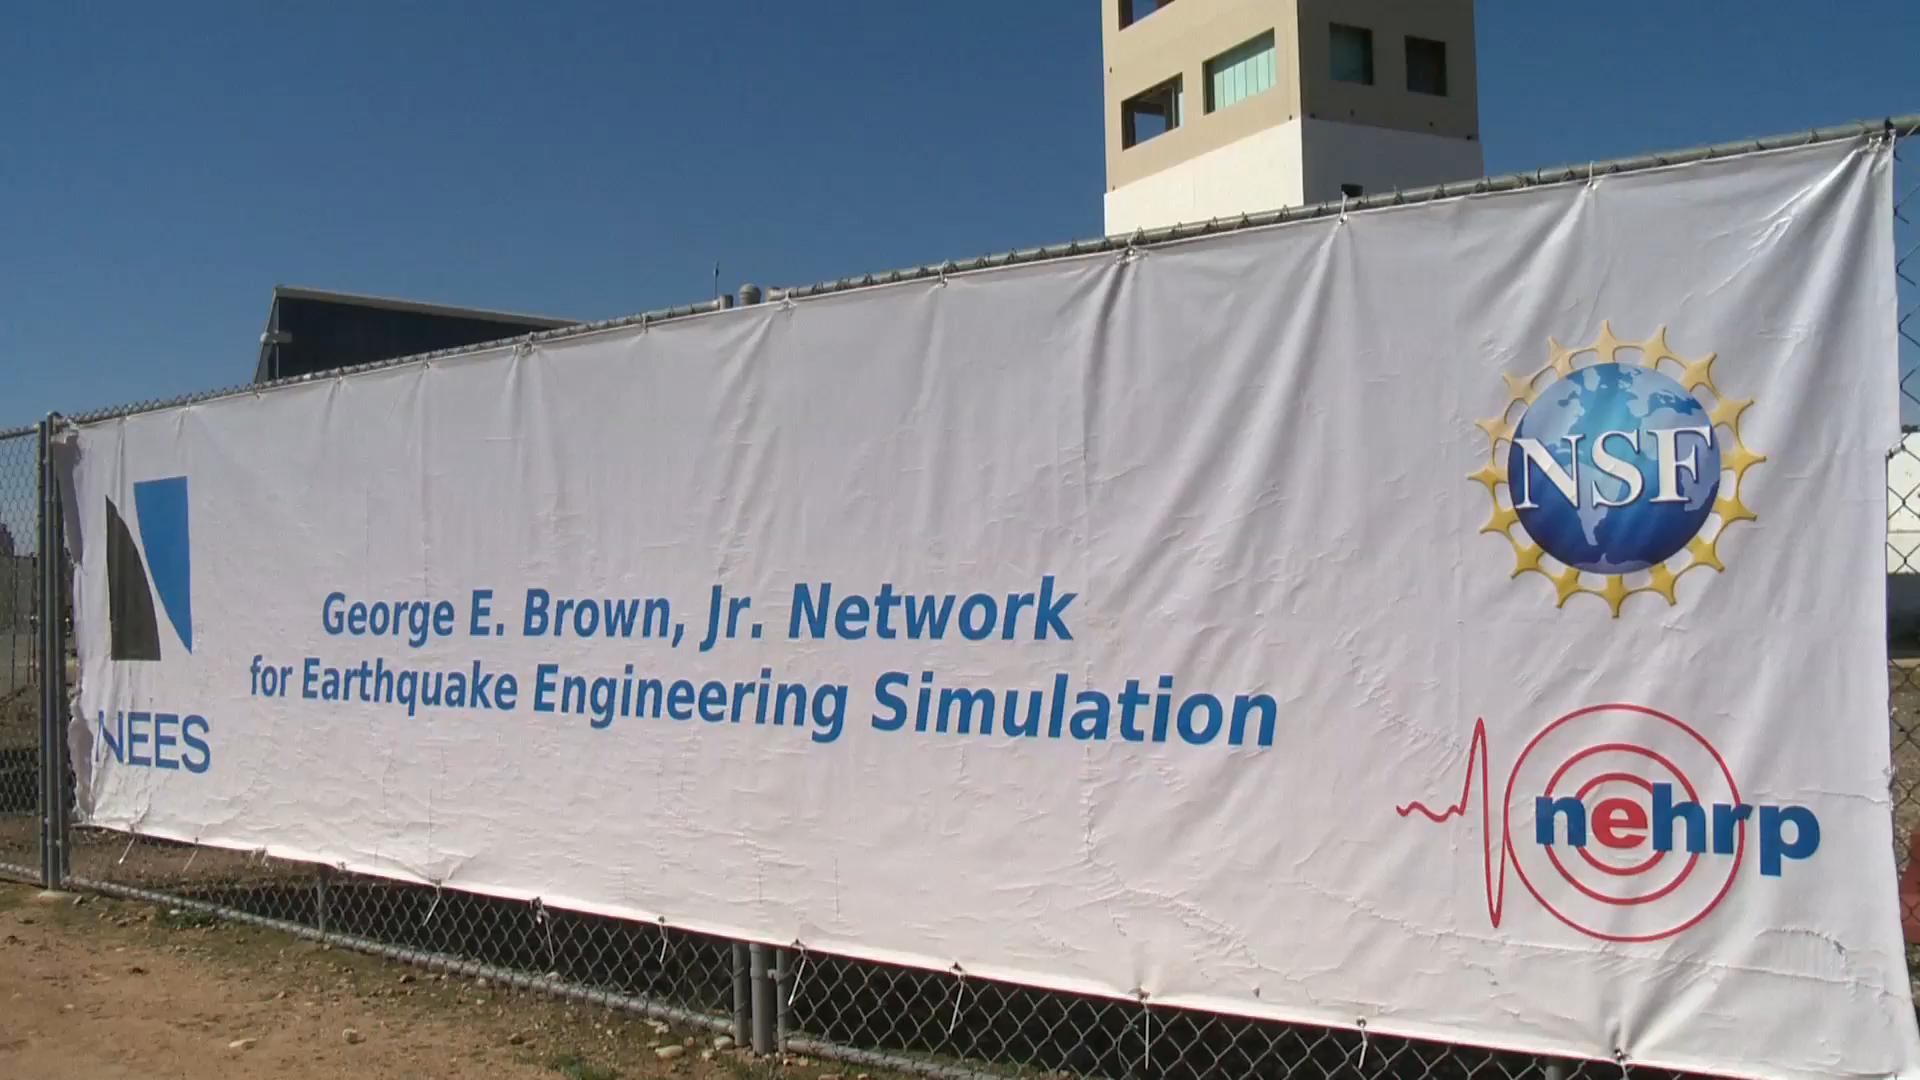 George E. Brown, Jr. Network
for Earthquake Engineering Simulation
NEES
NSF
nehrp